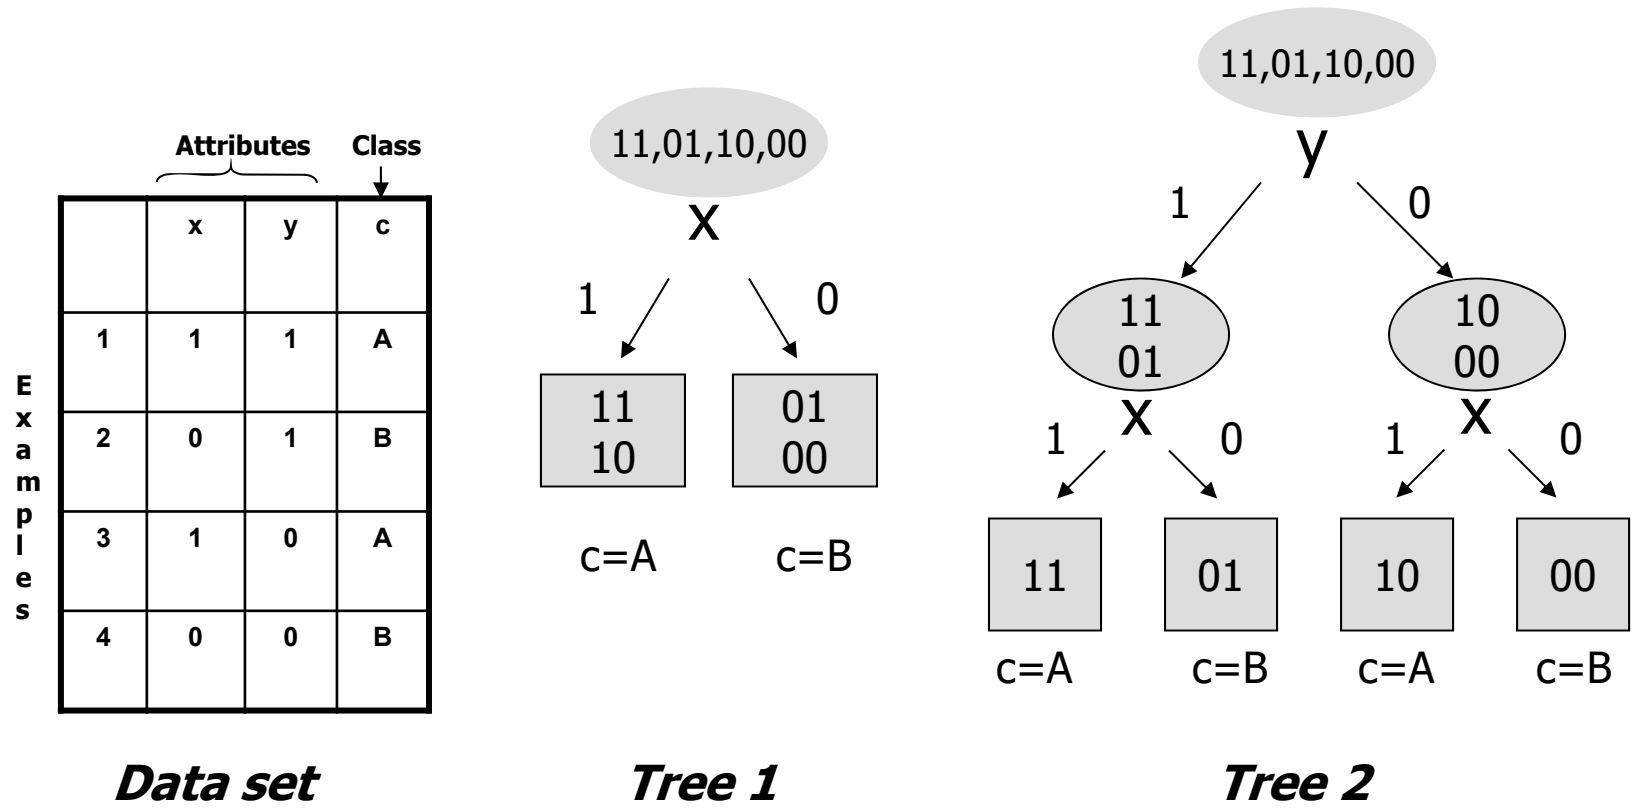 Attributes Class
x y c
1 1 1 A
2 0 1 B
3 1 0 A
4 0 0 B
Examples
Data set
11,01,10,00
x
1 0
11 01
10 00
c=A c=B
Tree 1
11,01,10,00
y
1 0
11 10
01 00
x x
1 0 1 0
11 01 10 00
c=A c=B c=A c=B
Tree 2